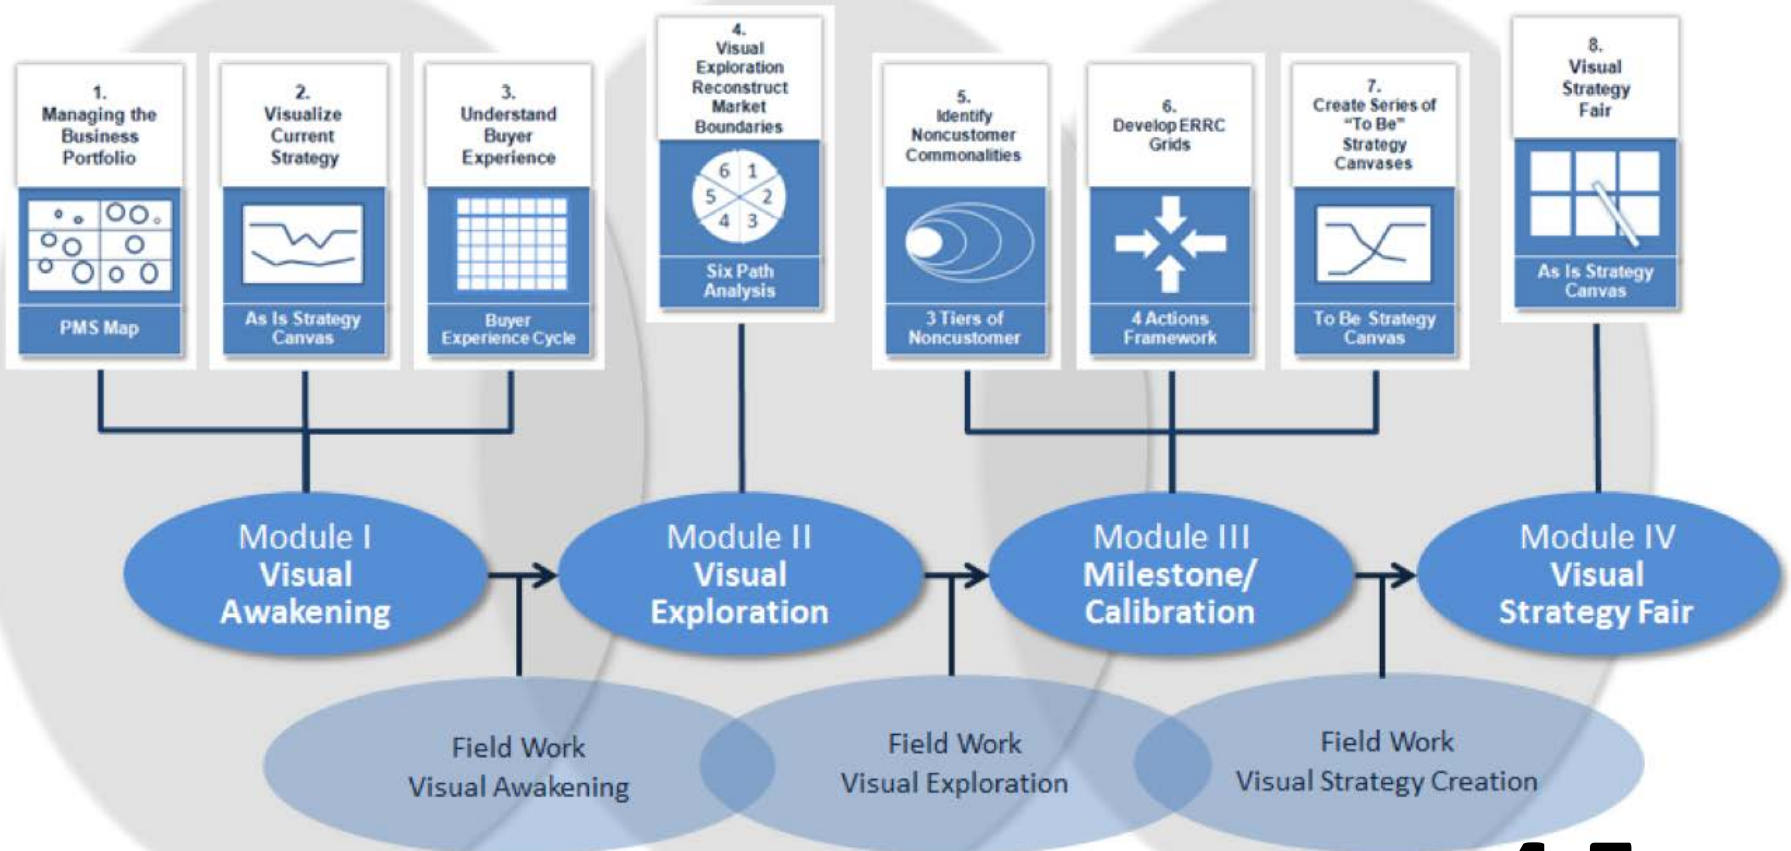 1.
Managing the
Business
Portfolio
PMS Map
2.
Visualize
Current
Strategy
As Is Strategy
Canvas
3.
Understand
Buyer
Experience
Buyer
Experience Cycle
4.
Visual
Exploration
Reconstruct
Market
Boundaries
6 1
5 2
4 3
Six Path
Analysis
5.
Identify
Noncustomer
Commonalities
3 Tiers of
Noncustomer
6.
Develop ERRC
Grids
4 Actions
Framework
7.
Create Series of
“To Be”
Strategy
Canvases
To Be Strategy
Canvas
8.
Visual
Strategy
Fair
As Is Strategy
Canvas
Module I
Visual
Awakening
Module II
Visual
Exploration
Module III
Milestone/
Calibration
Module IV
Visual
Strategy Fair
Field Work
Visual Awakening
Field Work
Visual Exploration
Field Work
Visual Strategy Creation